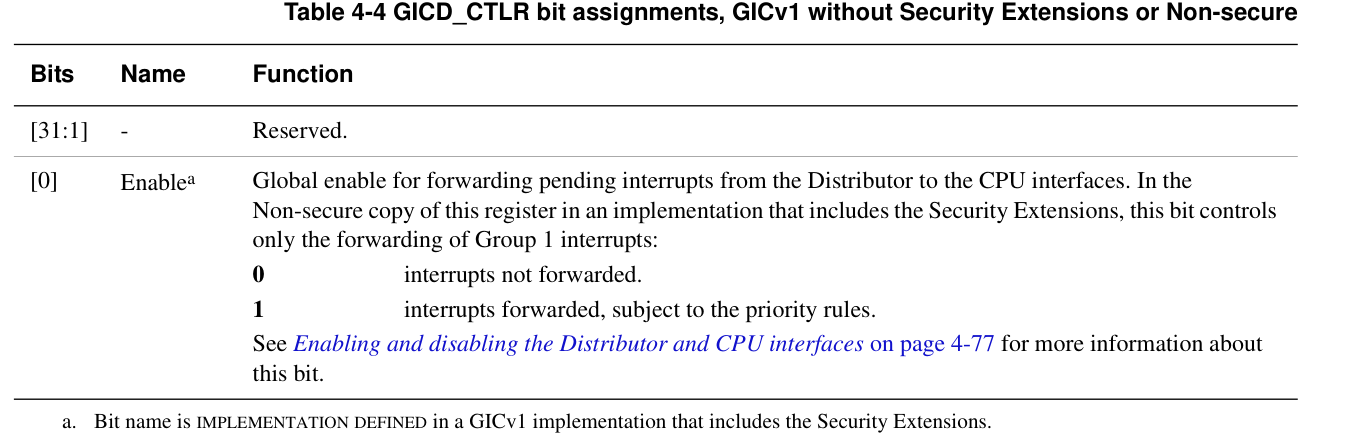 Table 4-4 GICD_CTLR bit assignments, GICv1 without Security Extensions or Non-secure
Bits Name Function
[31:1] - Reserved.
[0] Enablea Global enable for forwarding pending interrupts from the Distributor to the CPU interfaces. In the
Non-secure copy of this register in an implementation that includes the Security Extensions, this bit controls
only the forwarding of Group 1 interrupts:
0 interrupts not forwarded.
1 interrupts forwarded, subject to the priority rules.
See Enabling and disabling the Distributor and CPU interfaces on page 4-77 for more information about
this bit.
a. Bit name is IMPLEMENTATION DEFINED in a GICv1 implementation that includes the Security Extensions.